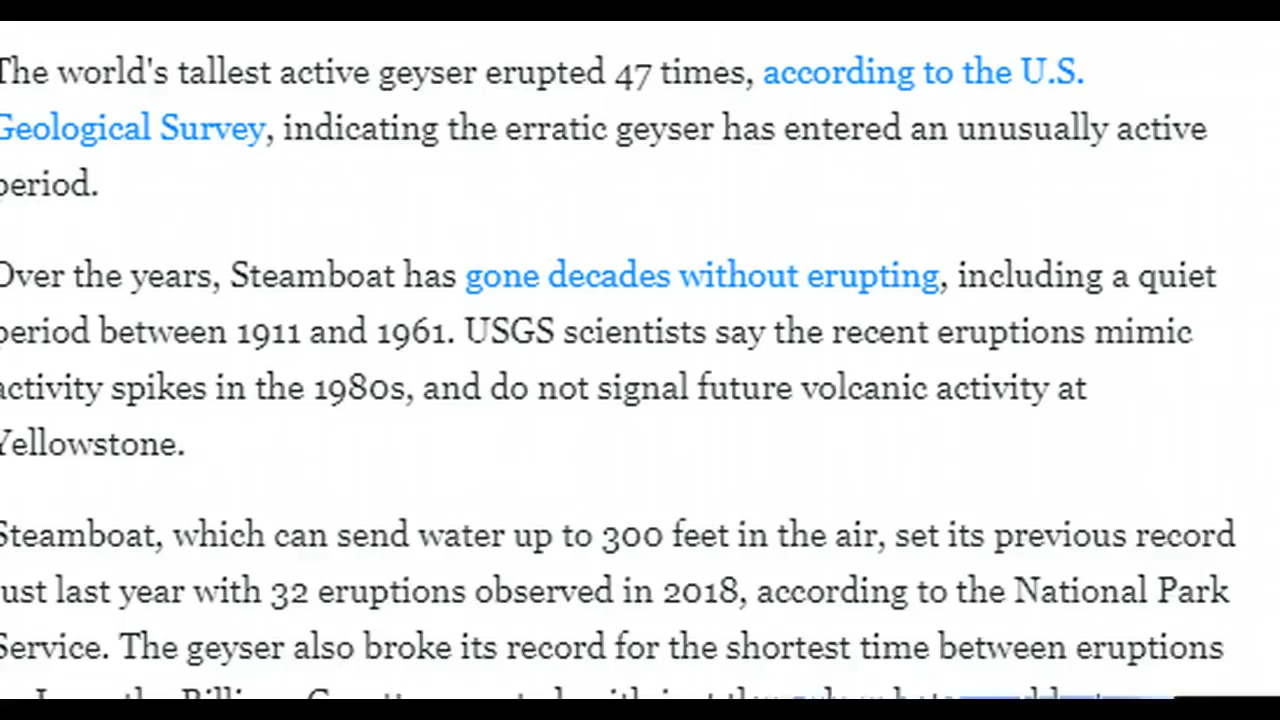 The world's tallest active geyser erupted 47 times, according to the U.S.
Geological Survey, indicating the erratic geyser has entered an unusually active
period.
Over the years, Steamboat has gone decades without erupting, including a quiet
period between 1911 and 1961. USGS scientists say the recent eruptions mimic
activity spikes in the 1980s, and do not signal future volcanic activity at
Yellowstone.
Steamboat, which can send water up to 300 feet in the air, set its previous record
just last year with 32 eruptions observed in 2018, according to the National Park
Service. The geyser also broke its record for the shortest time between eruptions